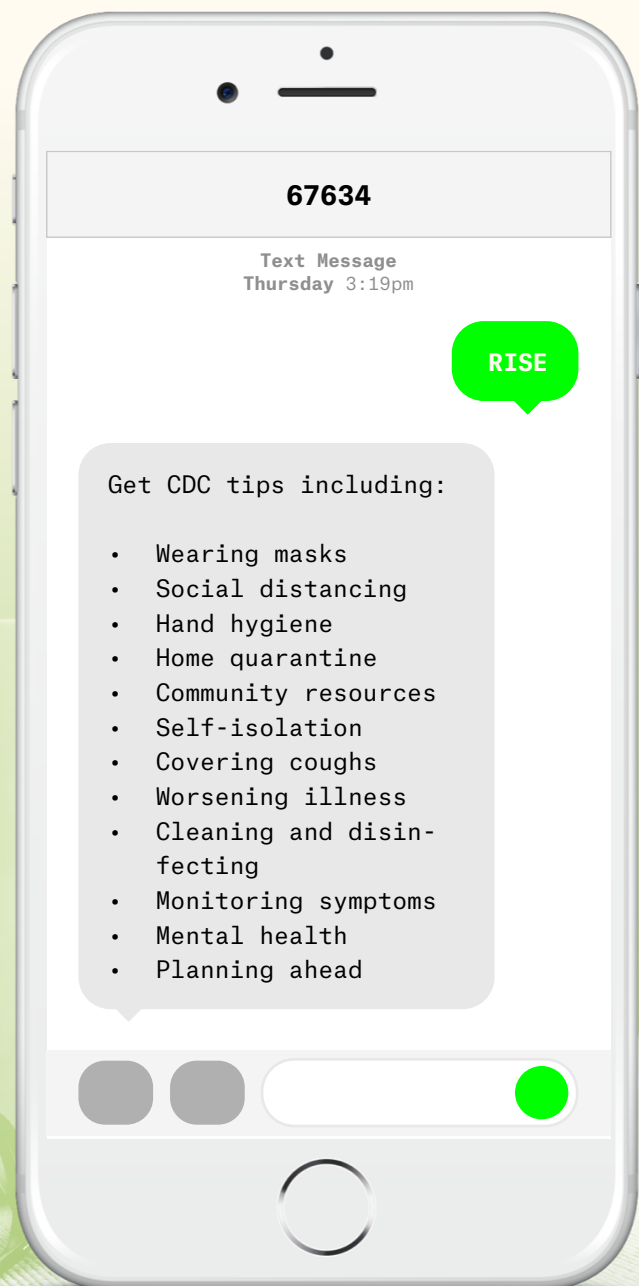 67634
Text Message
Thursday 3:19pm
RISE
Get CDC tips including:
• Wearing masks
• Social distancing
• Hand hygiene
• Home quarantine
• Community resources
• Self-isolation
• Covering coughs
• Worsening illness
• Cleaning and disin-
fecting
• Monitoring symptoms
• Mental health
• Planning ahead